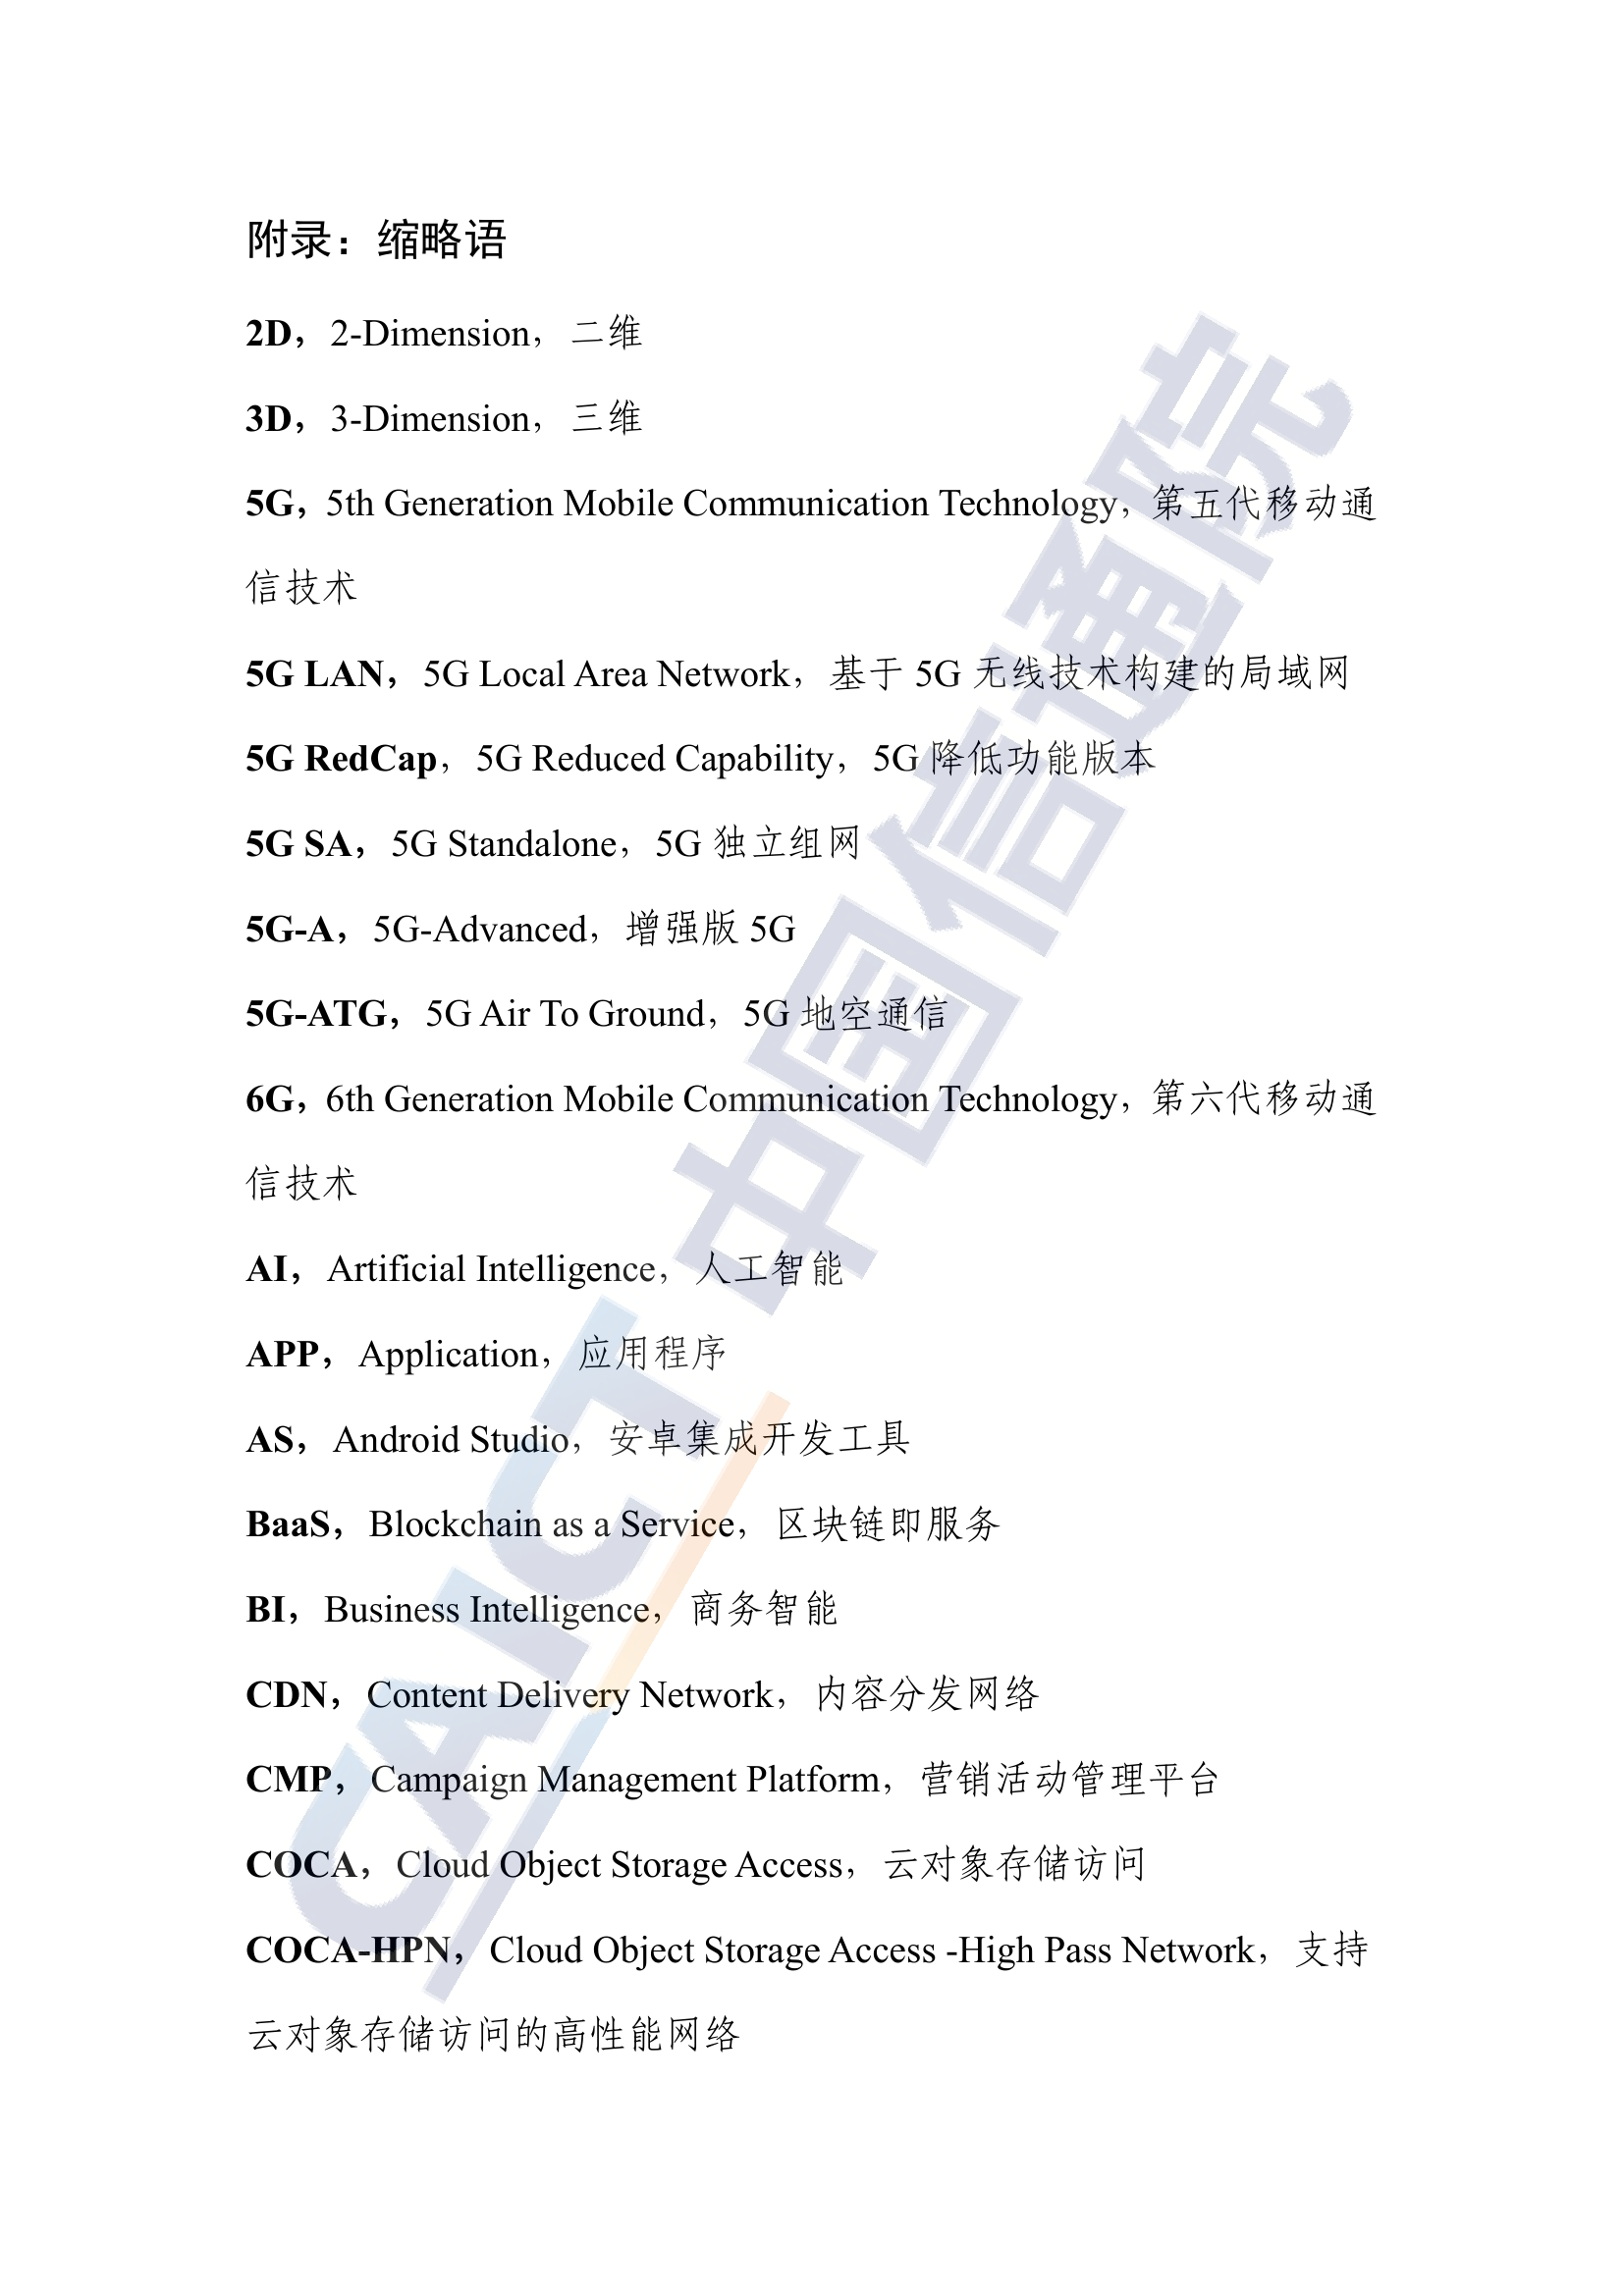 附录：缩略语
2D，2-Dimension，二维
3D，3-Dimension，三维
5G，5th Generation Mobile Communication Technology，第五代移动通
信技术
5G LAN，5G Local Area Network，基于 5G 无线技术构建的局域网
5G RedCap，5G Reduced Capability，5G 降低功能版本
5G SA，5G Standalone，5G 独立组网
5G-A，5G-Advanced，增强版 5G
5G-ATG，5G Air To Ground，5G 地空通信
6G，6th Generation Mobile Communication Technology，第六代移动通
信技术
AI，Artificial Intelligence，人工智能
APP，Application，应用程序
AS，Android Studio，安卓集成开发工具
BaaS，Blockchain as a Service，区块链即服务
BI，Business Intelligence，商务智能
CDN，Content Delivery Network，内容分发网络
CMP，Campaign Management Platform，营销活动管理平台
COCA，Cloud Object Storage Access，云对象存储访问
COCA-HPN，Cloud Object Storage Access -High Pass Network，支持
云对象存储访问的高性能网络
CAICT 中国信通院